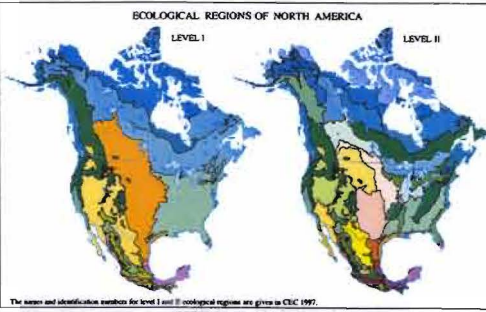 ECOLOGICAL REGIONS OF NORTH AMERICA
LEVEL I
LEVEL II
The names and identification numbers for level I and II ecological regions are given in CEC 1997.